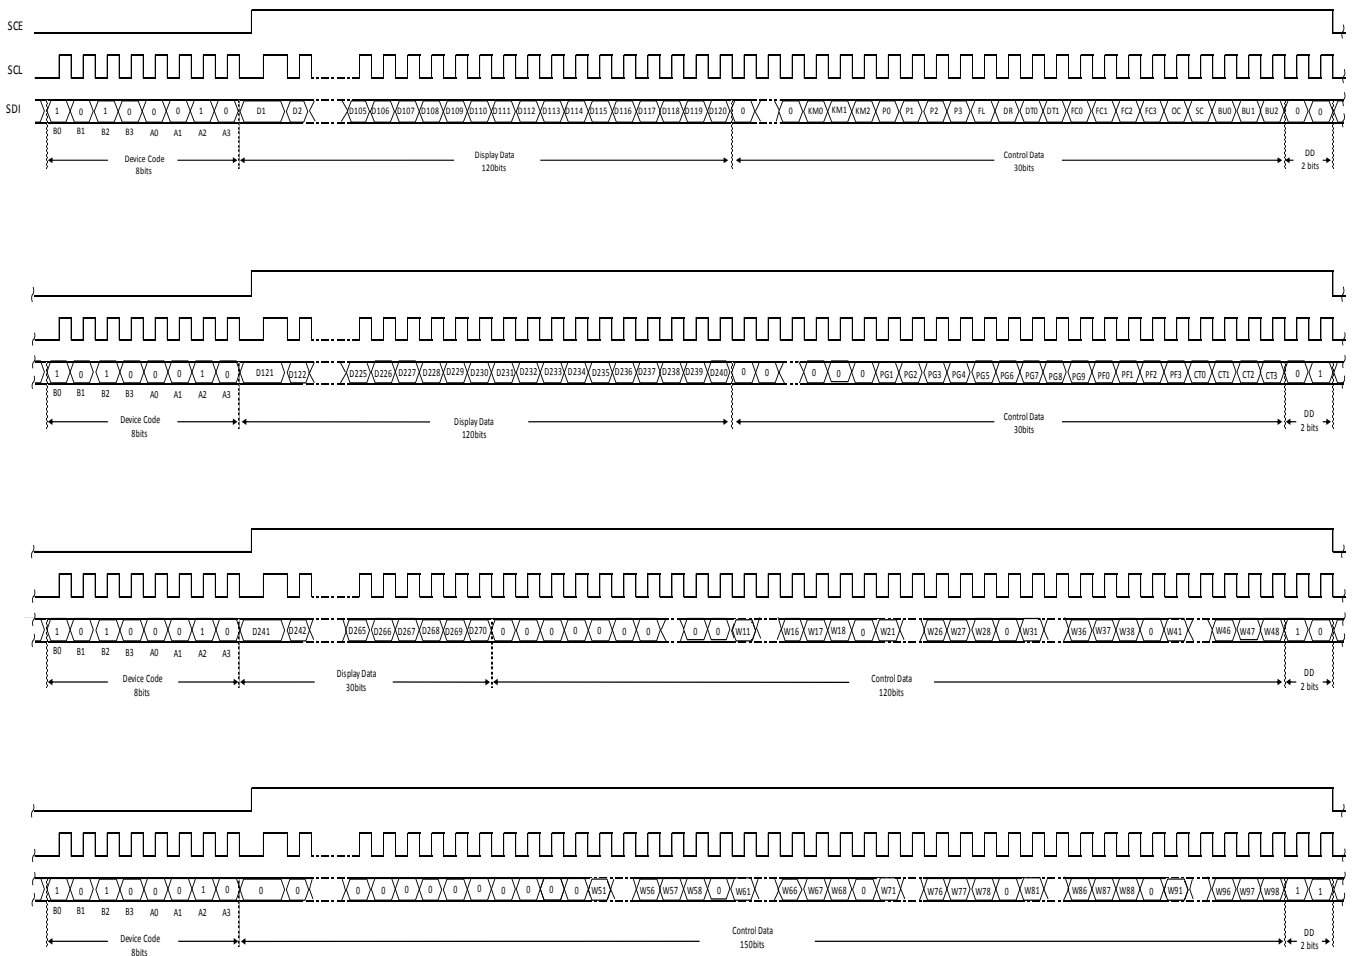 SCE
SCL
SDI 1 0 1 0 0 0 1 0 D1 D2 D105 D106 D107 D108 D109 D110 D111 D112 D113 D114 D115 D116 D117 D118 D119 D120 0 0 KM0 KM1 KM2 P0 P1 P2 P3 FL DR DT0 DT1 FC0 FC1 FC2 FC3 OC SC BU0 BU1 BU2 0 0
B0 B1 B2 B3 A0 A1 A2 A3
Device Code Display Data Control Data DD
8bits 120bits 30bits 2 bits
1 0 1 0 0 0 1 0 D121 D122 D225 D226 D227 D228 D229 D230 D231 D232 D233 D234 D235 D236 D237 D238 D239 D240 0 0 0 0 0 PG1 PG2 PG3 PG4 PG5 PG6 PG7 PG8 PG9 PF0 PF1 PF2 PF3 CT0 CT1 CT2 CT3 0 1
B0 B1 B2 B3 A0 A1 A2 A3
Device Code Display Data Control Data DD
8bits 120bits 30bits 2 bits
1 0 1 0 0 0 1 0 D241 D242 D265 D266 D267 D268 D269 D270 0 0 0 0 0 0 0 0 0 W11 W16 W17 W18 0 W21 W26 W27 W28 0 W31 W36 W37 W38 0 W41 W46 W47 W48 1 0
B0 B1 B2 B3 A0 A1 A2 A3
Device Code Display Data Control Data DD
8bits 30bits 120bits 2 bits
1 0 1 0 0 0 1 0 0 0 0 0 0 0 0 0 0 0 0 0 W51 W56 W57 W58 0 W61 W66 W67 W68 0 W71 W76 W77 W78 0 W81 W86 W87 W88 0 W91 W96 W97 W98 1 1
B0 B1 B2 B3 A0 A1 A2 A3
Device Code Control Data DD
8bits 150bits 2 bits